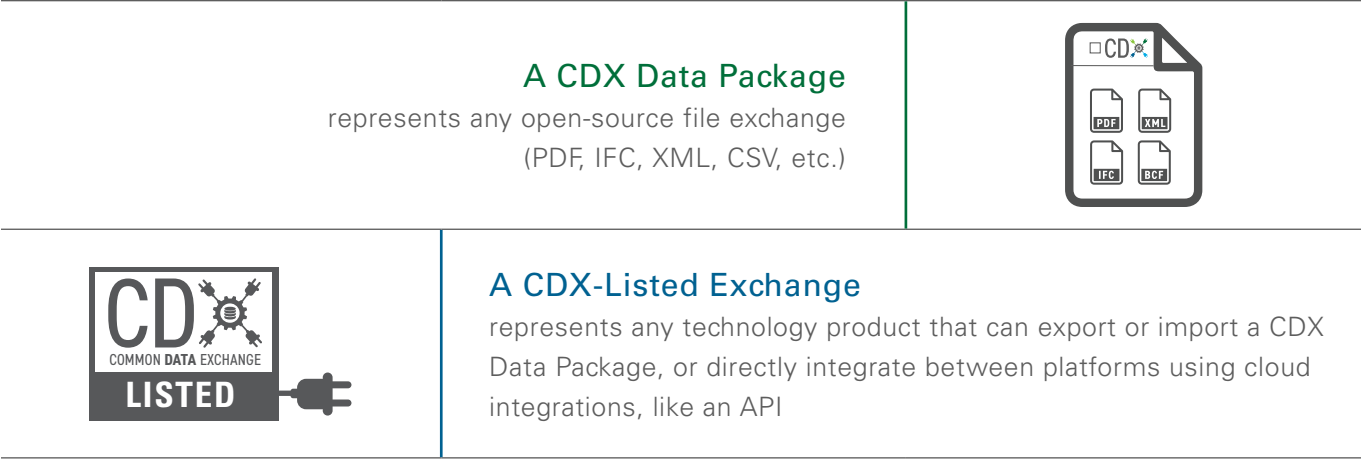 A CDX Data Package
represents any open-source file exchange
(PDF, IFC, XML, CSV, etc.)
CDX
PDF
XML
IFC
BCF
CDX
COMMON DATA EXCHANGE
LISTED
A CDX-Listed Exchange
represents any technology product that can export or import a CDX
Data Package, or directly integrate between platforms using cloud
integrations, like an API